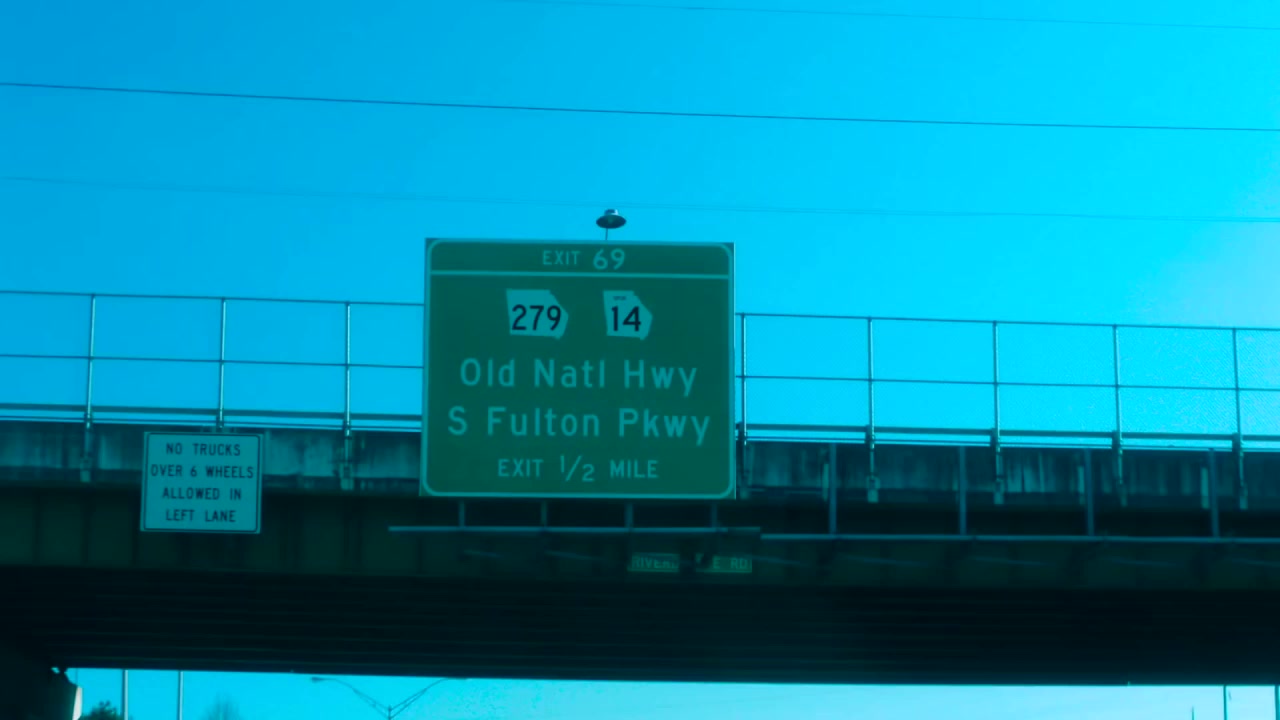 EXIT 69
279 14
Old Natl Hwy
S Fulton Pkwy
EXIT 1/2 MILE
NO TRUCKS
OVER 6 WHEELS
ALLOWED IN
LEFT LANE
RD